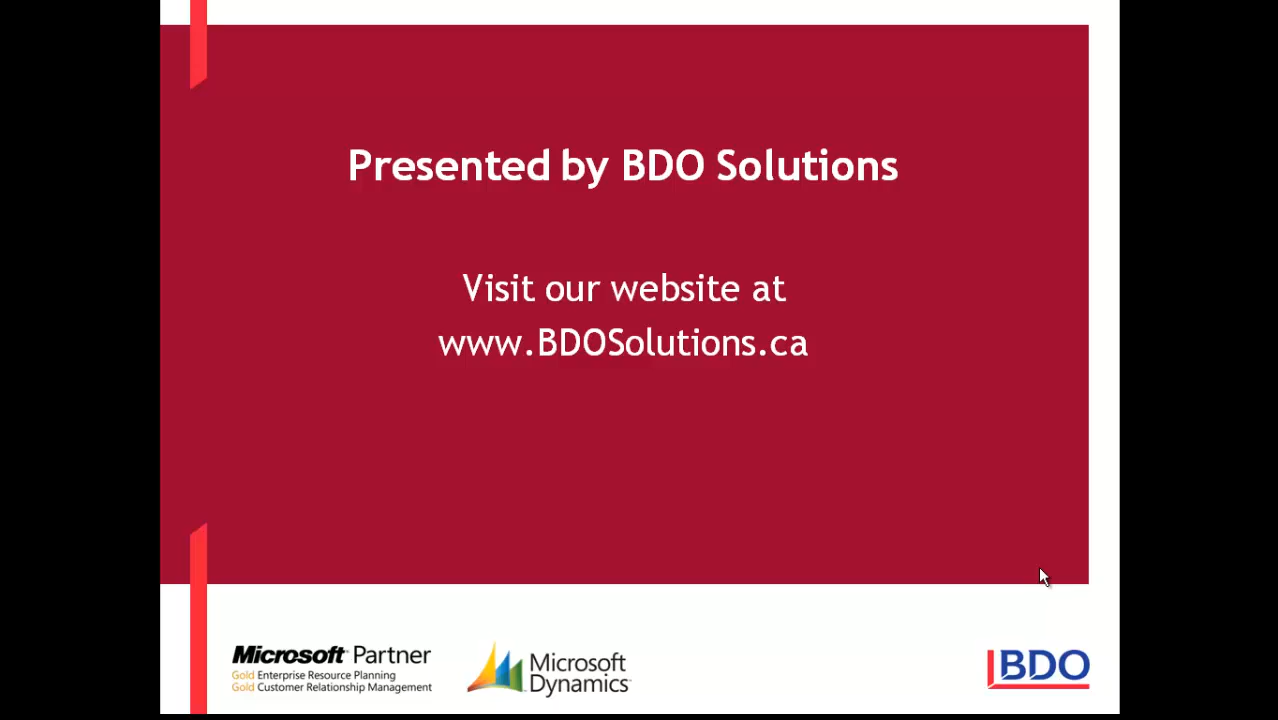 Presented by BDO Solutions
Visit our website at
www.BDOSolutions.ca
Microsoft Partner
Gold Enterprise Resource Planning
Gold Customer Relationship Management
Microsoft
Dynamics
BDO